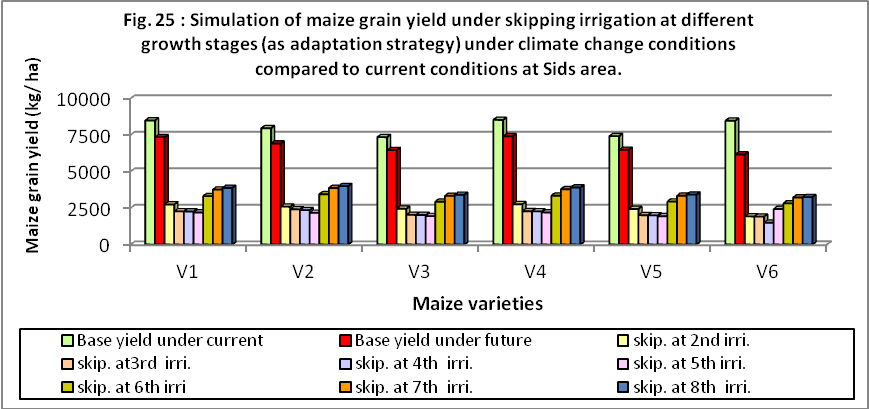 Fig. 25 : Simulation of maize grain yield under skipping irrigation at different
growth stages (as adaptation strategy) under climate change conditions
compared to current conditions at Sids area.
Maize grain yield (kg/ ha)
10000
7500
5000
2500
0
V1 V2 V3 V4 V5 V6
Maize varieties
Base yield under current Base yield under future skip. at 2nd irri.
skip. at3rd irri. skip. at 4th irri. skip. at 5th irri.
skip. at 6th irri skip. at 7th irri. skip. at 8th irri.